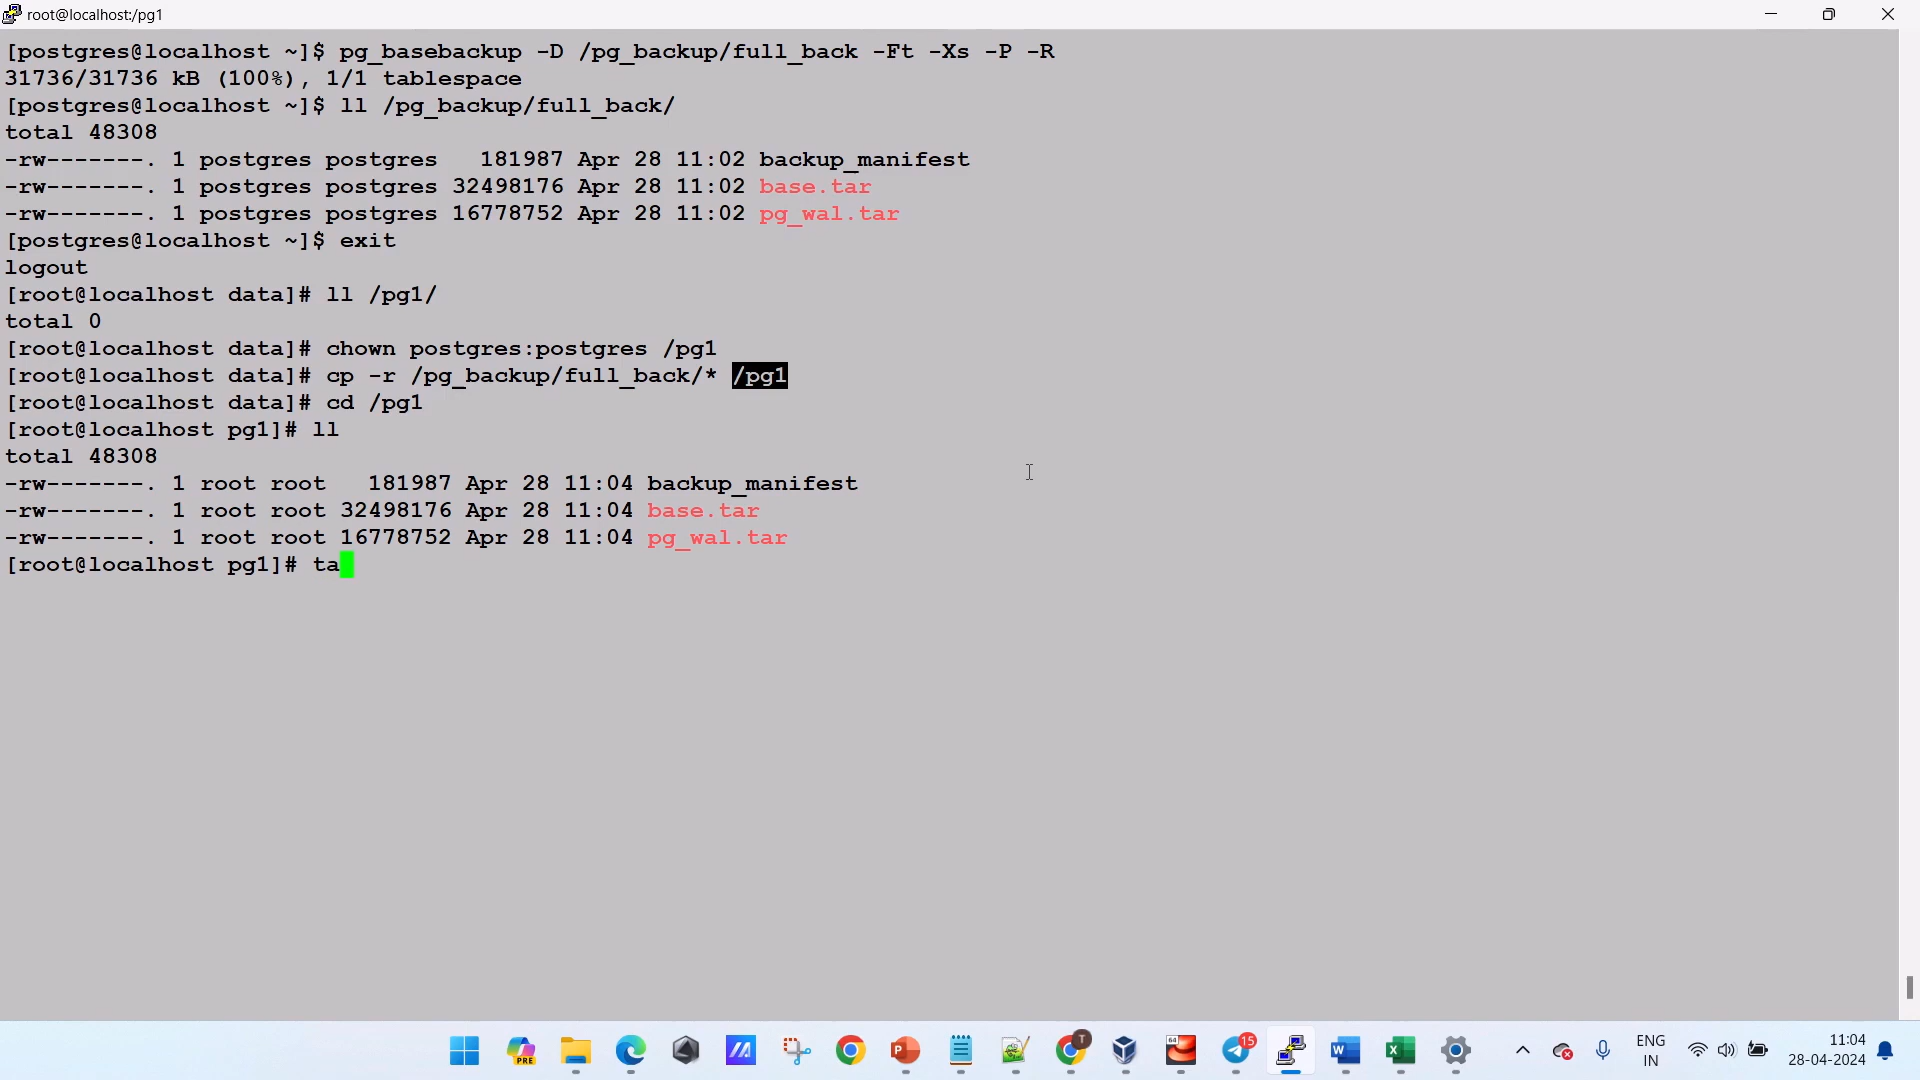 root@localhost:/pg1
[postgres@localhost ~]$ pg_basebackup -D /pg_backup/full_back -Ft -Xs -P -R
31736/31736 kB (100%), 1/1 tablespace
[postgres@localhost ~]$ ll /pg_backup/full_back/
total 48308
-rw-------. 1 postgres postgres   181987 Apr 28 11:02 backup_manifest
-rw-------. 1 postgres postgres 32498176 Apr 28 11:02 base.tar
-rw-------. 1 postgres postgres 16778752 Apr 28 11:02 pg_wal.tar
[postgres@localhost ~]$ exit
logout
[root@localhost data]# ll /pg1/
total 0
[root@localhost data]# chown postgres:postgres /pg1
[root@localhost data]# cp -r /pg_backup/full_back/* /pg1
[root@localhost data]# cd /pg1
[root@localhost pg1]# ll
total 48308
-rw-------. 1 root root   181987 Apr 28 11:04 backup_manifest
-rw-------. 1 root root 32498176 Apr 28 11:04 base.tar
-rw-------. 1 root root 16778752 Apr 28 11:04 pg_wal.tar
[root@localhost pg1]# ta
PRE
P
T
64
15
W
X
ENG
IN
11:04
28-04-2024